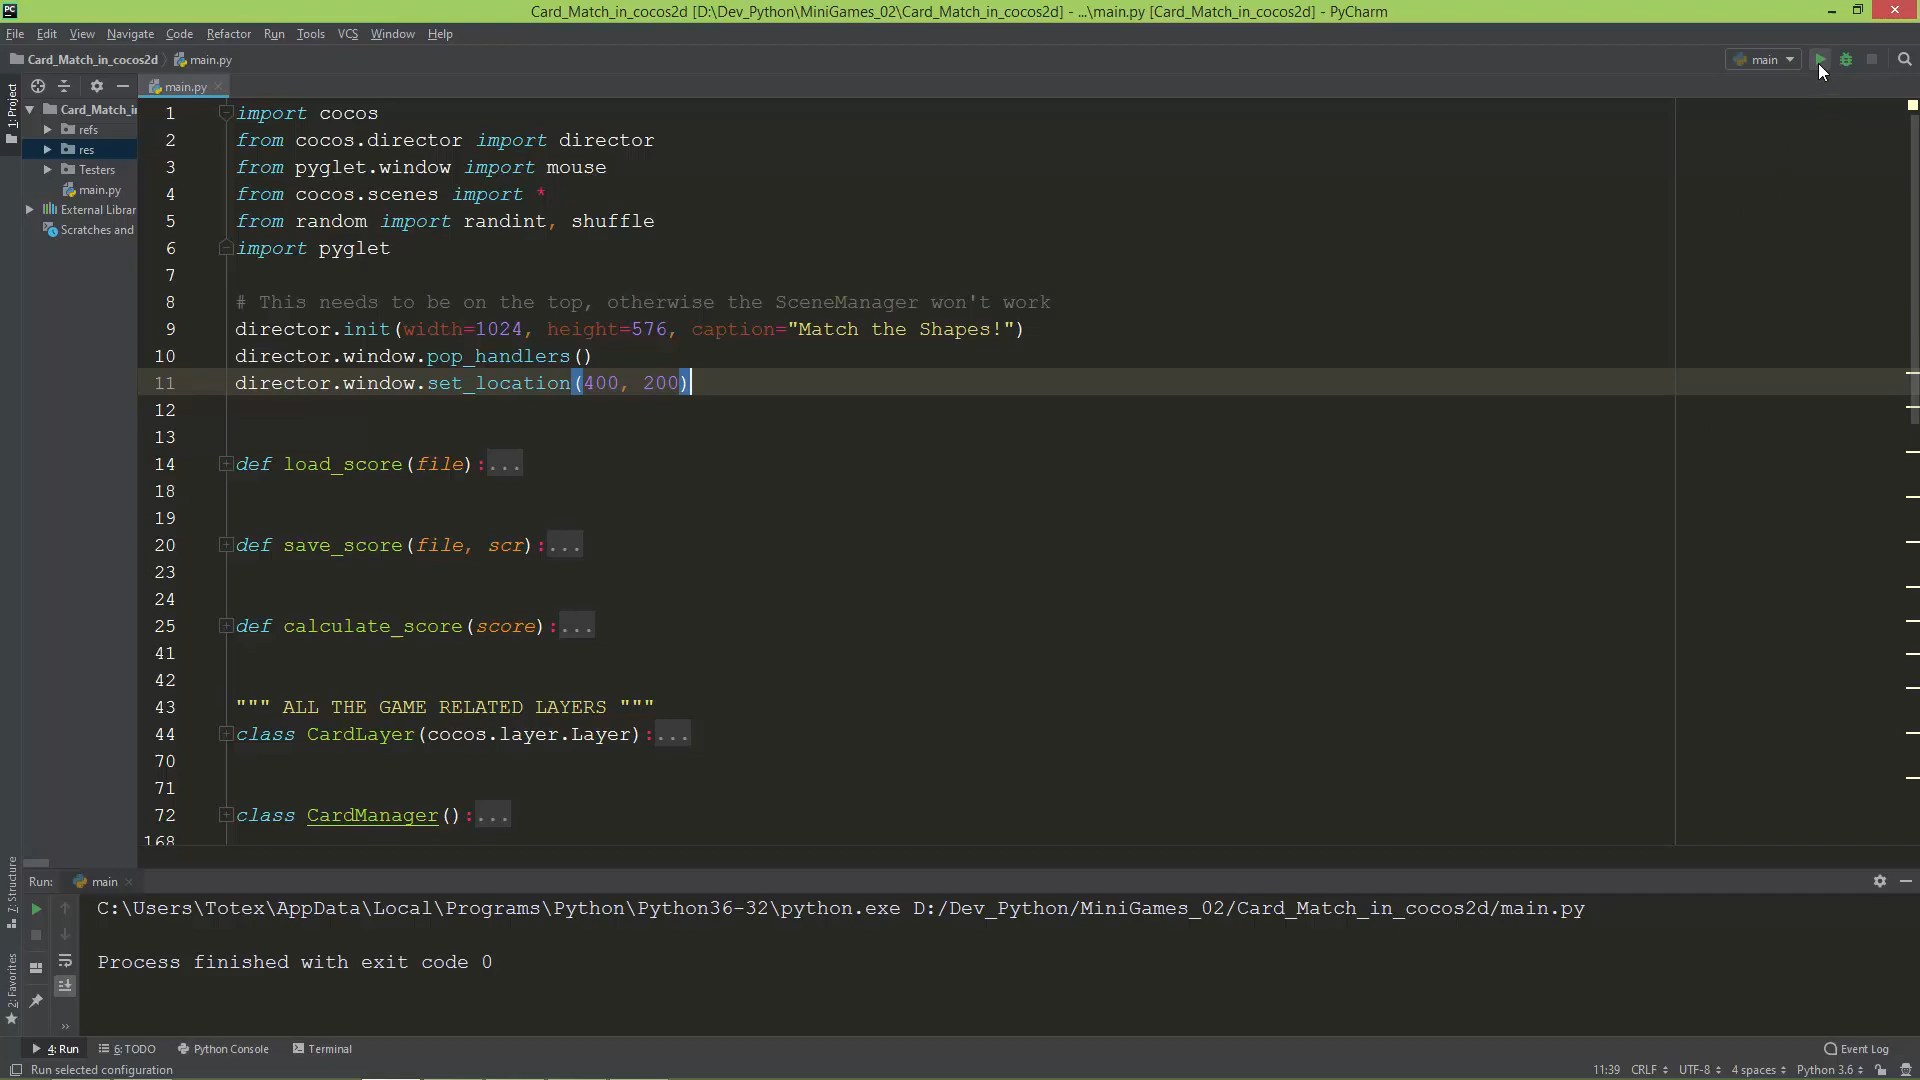 PC
Card_Match_in_cocos2d [D:\Dev_Python\MiniGames_02\Card_Match_in_cocos2d] - ...\main.py [Card_Match_in_cocos2d] - PyCharm
File Edit View Navigate Code Refactor Run Tools VCS Window Help
Card_Match_in_cocos2d main.py main
1: Project
main.py
Card_Match_in
refs
res
Testers
main.py
External Librar
Scratches and
1 import cocos
2 from cocos.director import director
3 from pyglet.window import mouse
4 from cocos.scenes import *
5 from random import randint, shuffle
6 import pyglet
7
8 # This needs to be on the top, otherwise the SceneManager won't work
9 director.init(width=1024, height=576, caption="Match the Shapes!")
10 director.window.pop_handlers()
11 director.window.set_location(400, 200)
12
13
14 def load_score(file):...
18
19
20 def save_score(file, scr):...
23
24
25 def calculate_score(score):...
41
42
43 """ ALL THE GAME RELATED LAYERS """
44 class CardLayer(cocos.layer.Layer):...
70
71
72 class CardManager():...
168
7: Structure
2: Favorites
Run: main
C:\Users\Totex\AppData\Local\Programs\Python\Python36-32\python.exe D:/Dev_Python/MiniGames_02/Card_Match_in_cocos2d/main.py
Process finished with exit code 0
4: Run 6: TODO Python Console Terminal Event Log
Run selected configuration 11:39 CRLF UTF-8 4 spaces Python 3.6